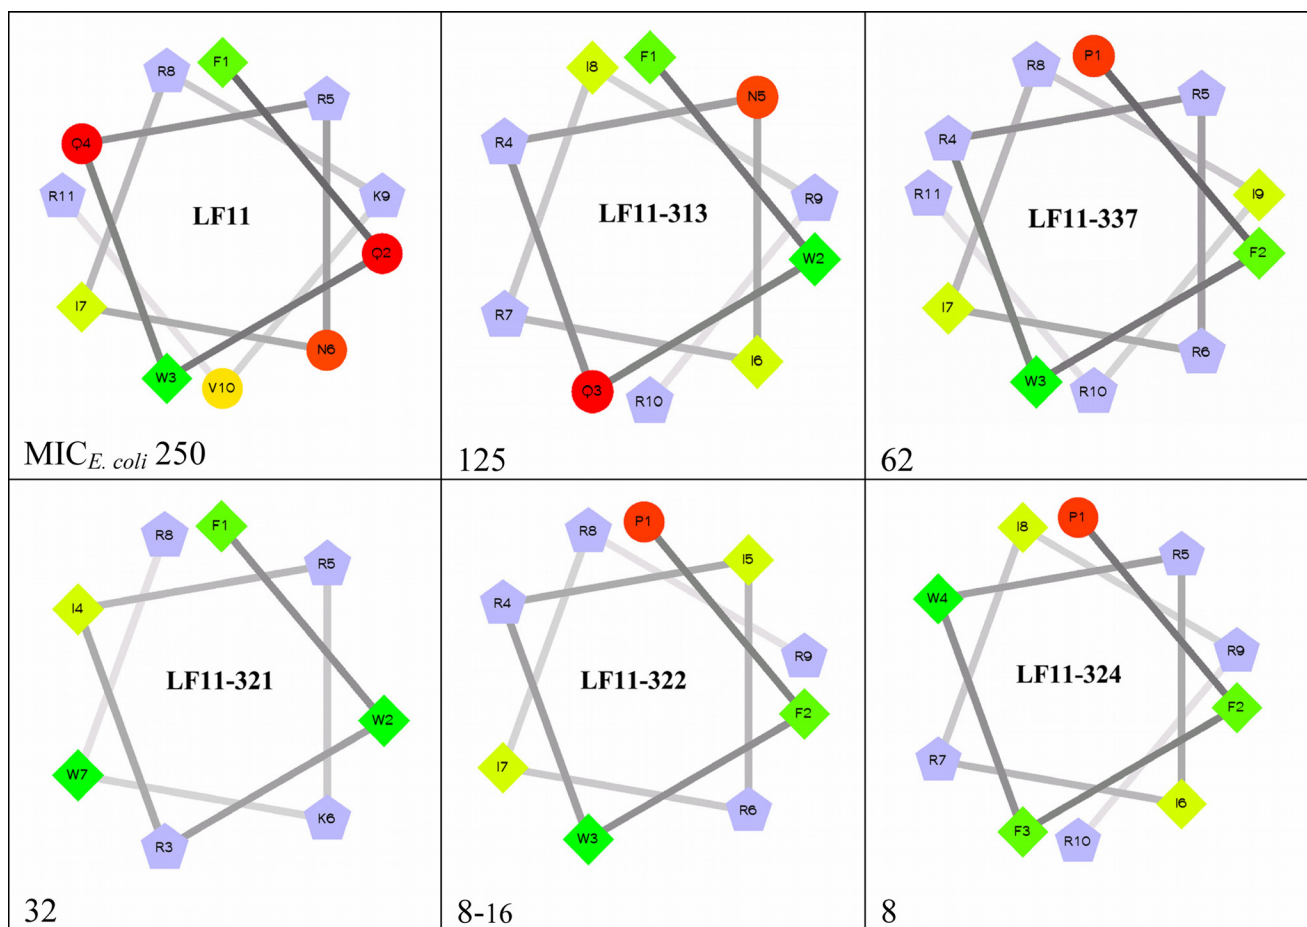 F1
R8
R5
Q4
R11
LF11
K9
Q2
I7
N6
W3
V10
MIC E. coli 250
F1
I8
N5
R4
LF11-313
R9
W2
R7
I6
Q3
R10
125
P1
R8
R5
R4
R11
LF11-337
I9
F2
I7
R6
W3
R10
62
F1
R8
R5
I4
LF11-321
W2
W7
K6
R3
32
P1
R8
I5
R4
LF11-322
R9
F2
I7
R6
W3
8-16
P1
I8
R5
W4
LF11-324
R9
F2
R7
I6
F3
R10
8